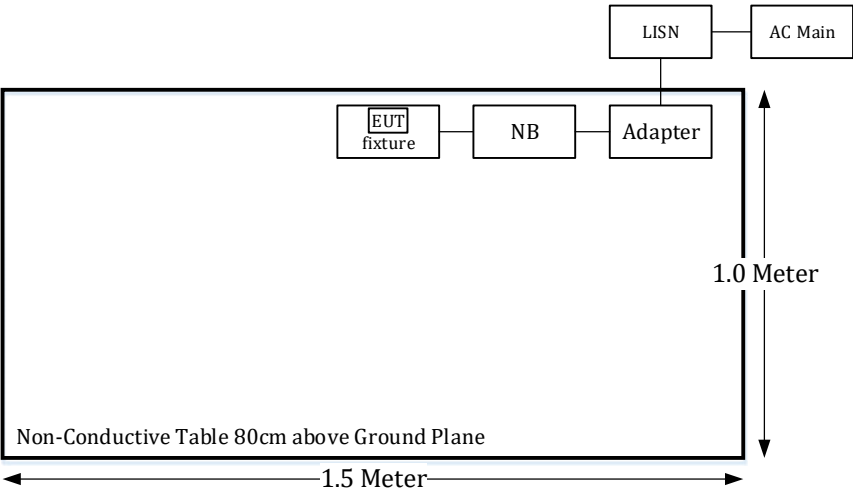 LISN
AC Main
EUT
fixture
NB
Adapter
1.0 Meter
Non-Conductive Table 80cm above Ground Plane
1.5 Meter